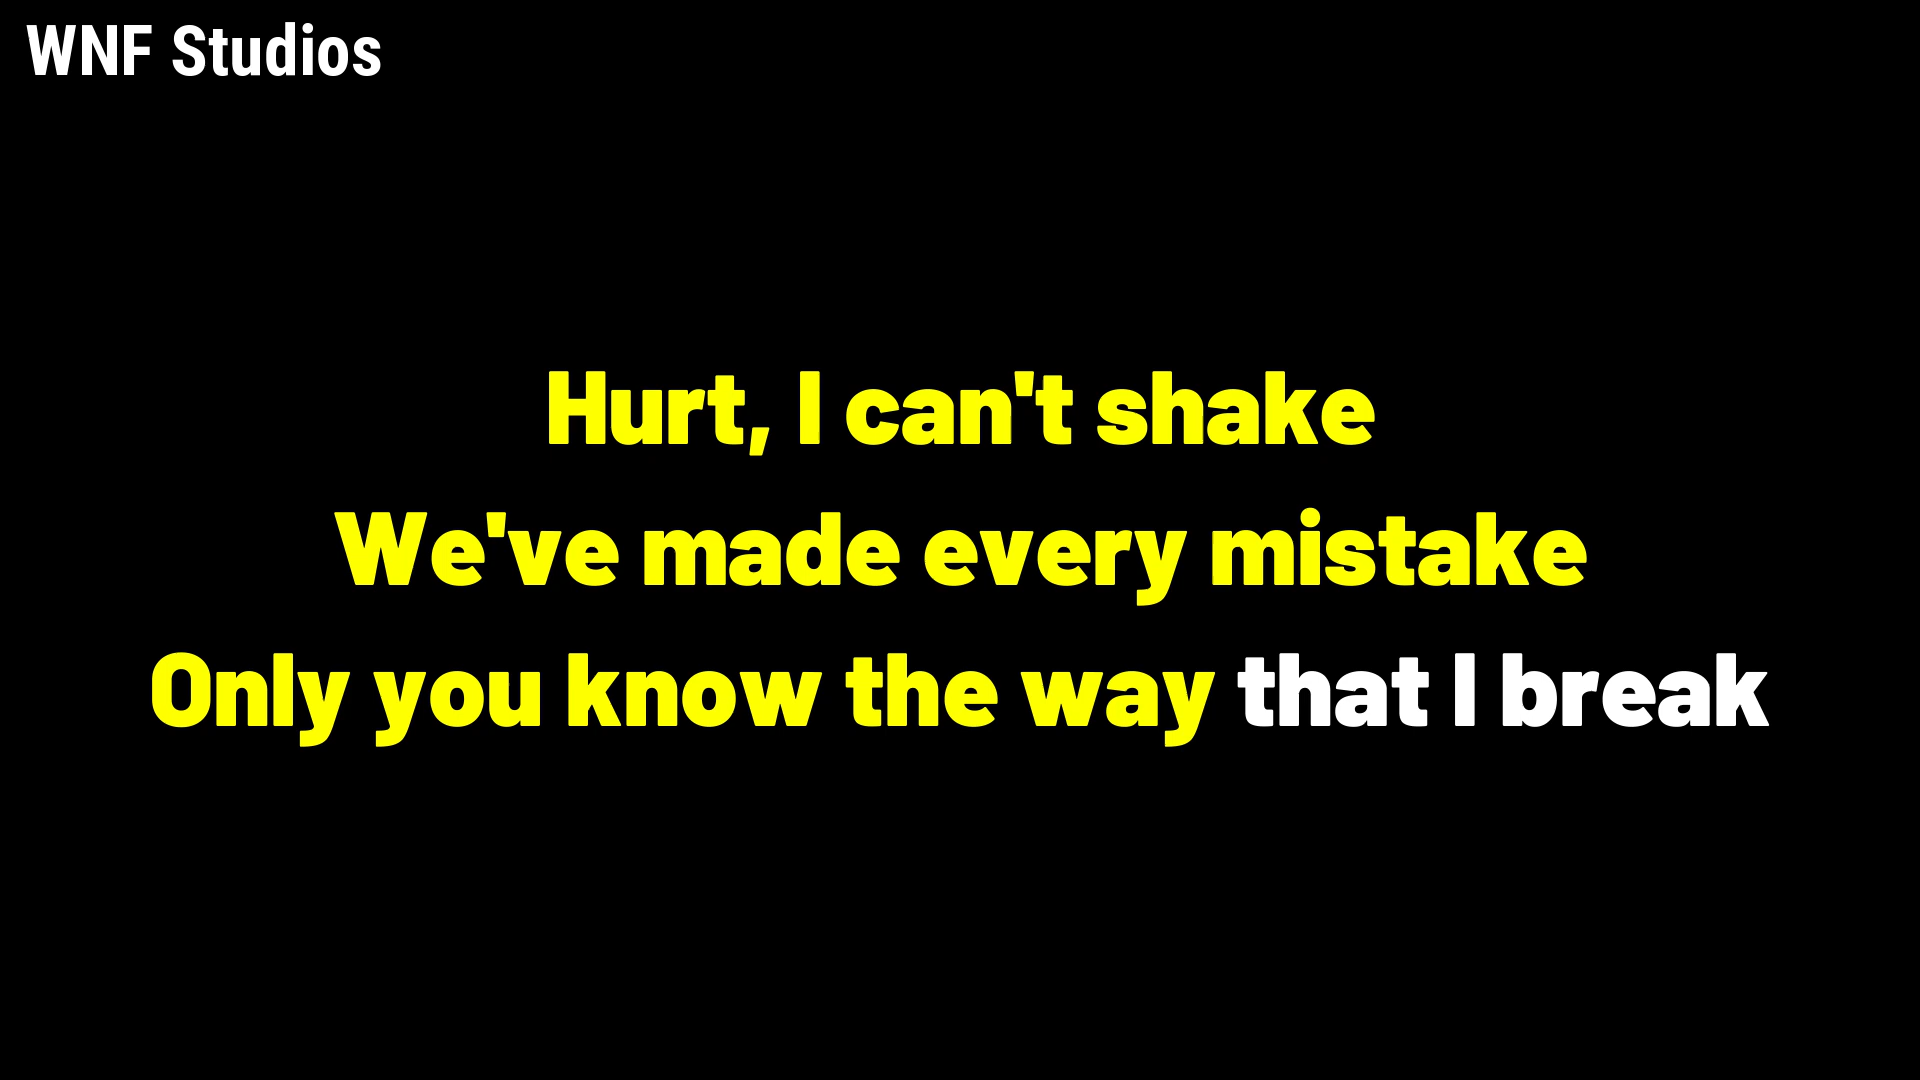 WNF Studios
Hurt, I can't shake
We've made every mistake
Only you know the way that I break